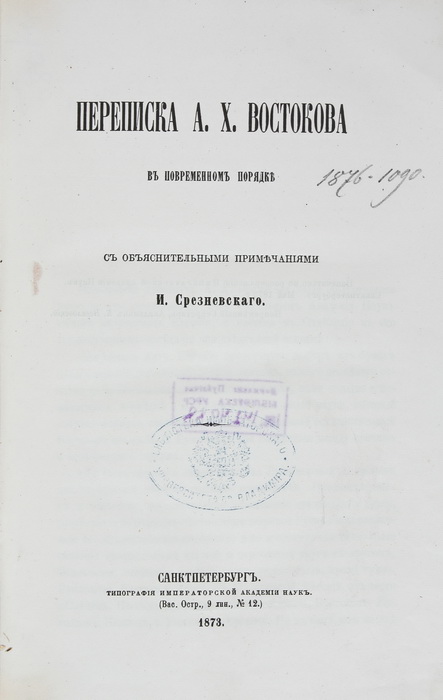 ПЕРЕПИСКА А. Х. ВОСТОКОВА
ВЪ ПОВРЕМЕННОМЪ ПОРЯДКѢ
1876-1090.
СЪ ОБЪЯСНИТЕЛЬНЫМИ ПРИМѢЧАНІЯМИ
И. Срезневскаго.
САНКТПЕТЕРБУРГЪ.
ТИПОГРАФІЯ ИМПЕРАТОРСКОЙ АКАДЕМІИ НАУКЪ.
(Вас. Остр., 9 лин., № 12.)
1873.